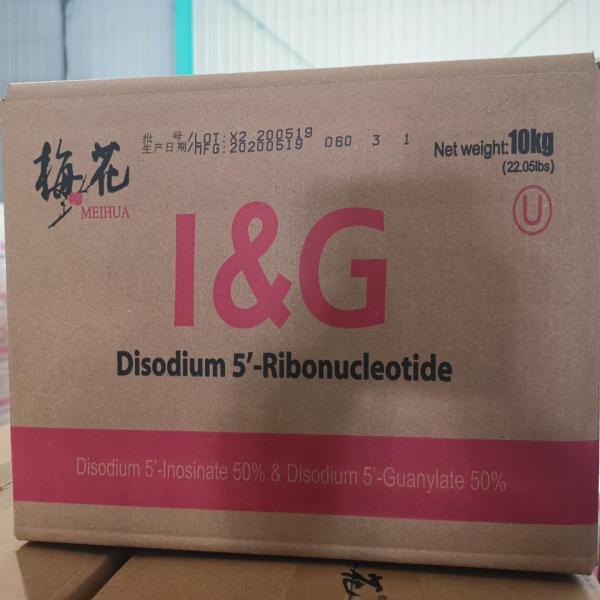 梅花
MEIHUA
批 号/LOT:X2 200519
生产日期/MFG:20200519 060 3 1
Net weight:10kg
(22.05lbs)
U
I&G
Disodium 5’-Ribonucleotide
Disodium 5’-Inosinate 50% & Disodium 5’-Guanylate 50%